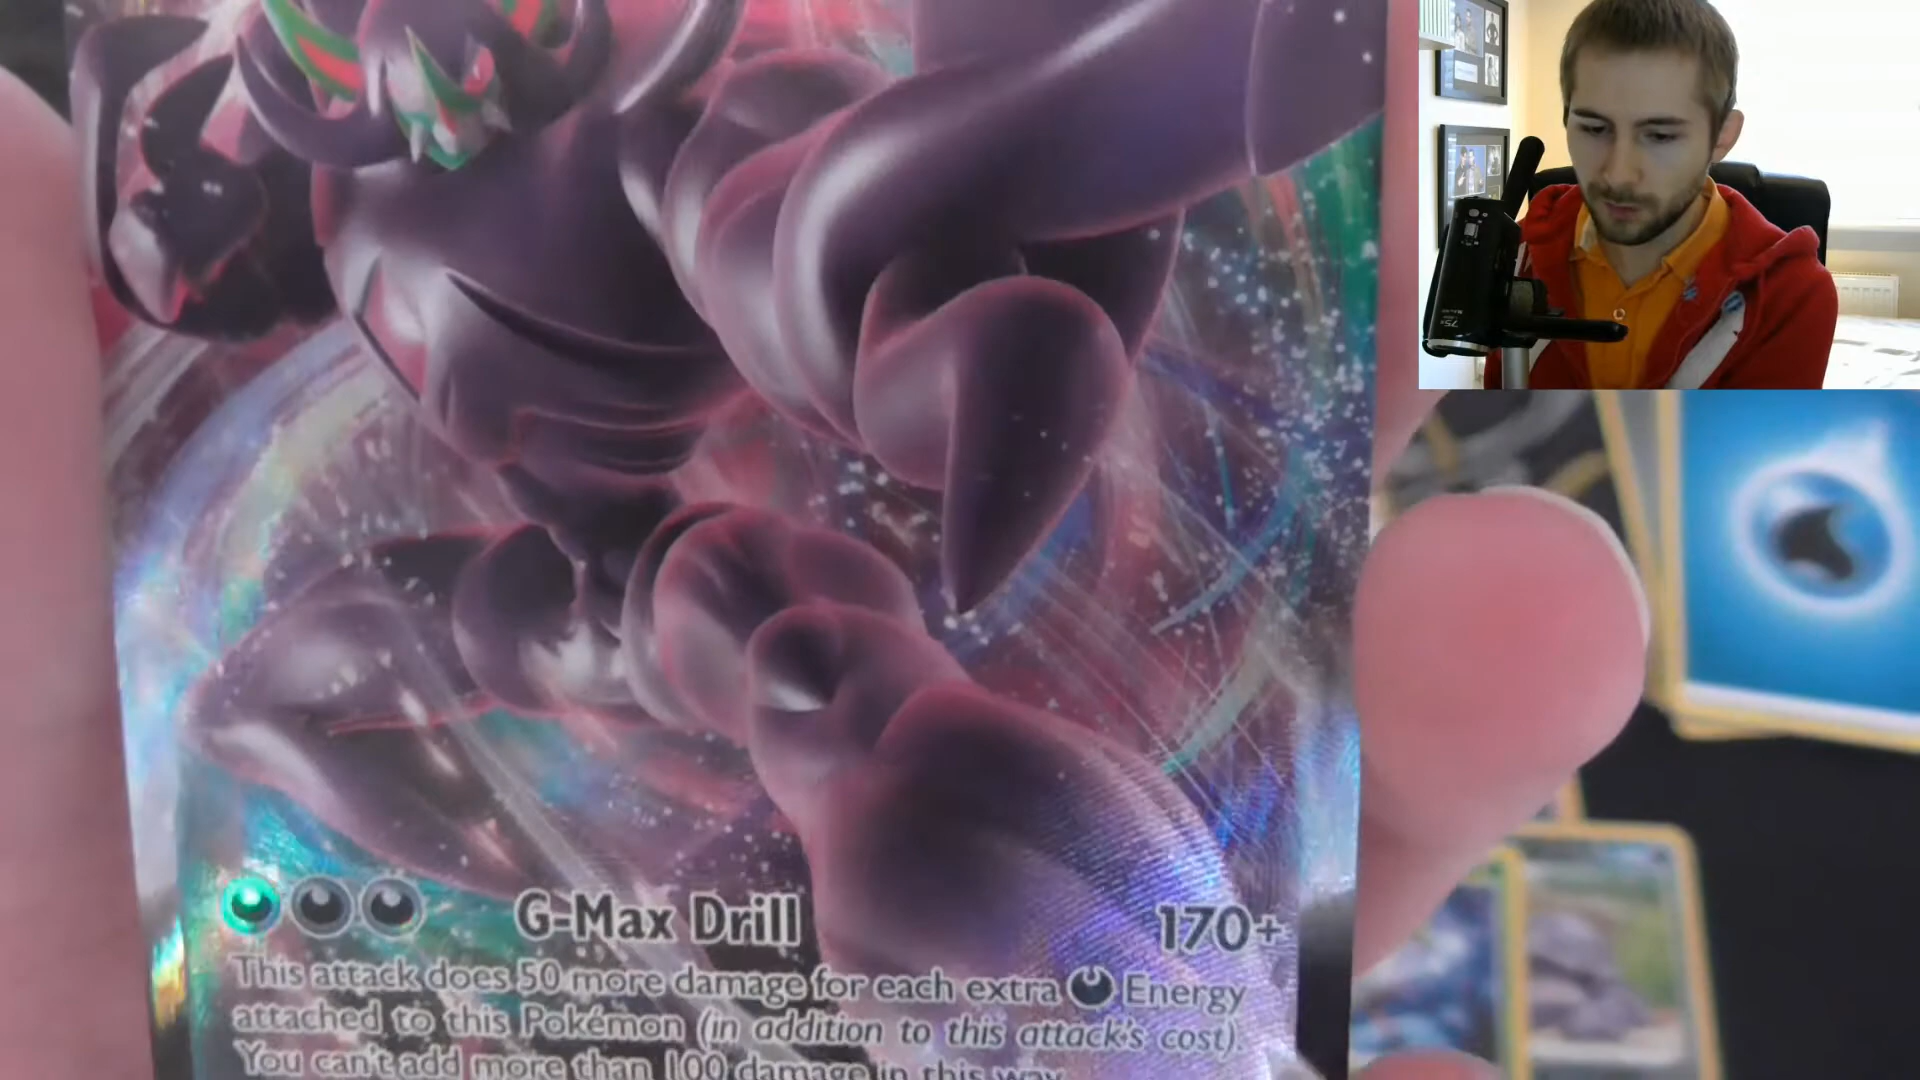 G-Max Drill 170+
This attack does 50 more damage for each extra Energy
attached to this Pokémon (in addition to this attack's cost).
You can't add more than 100 damage in this way.